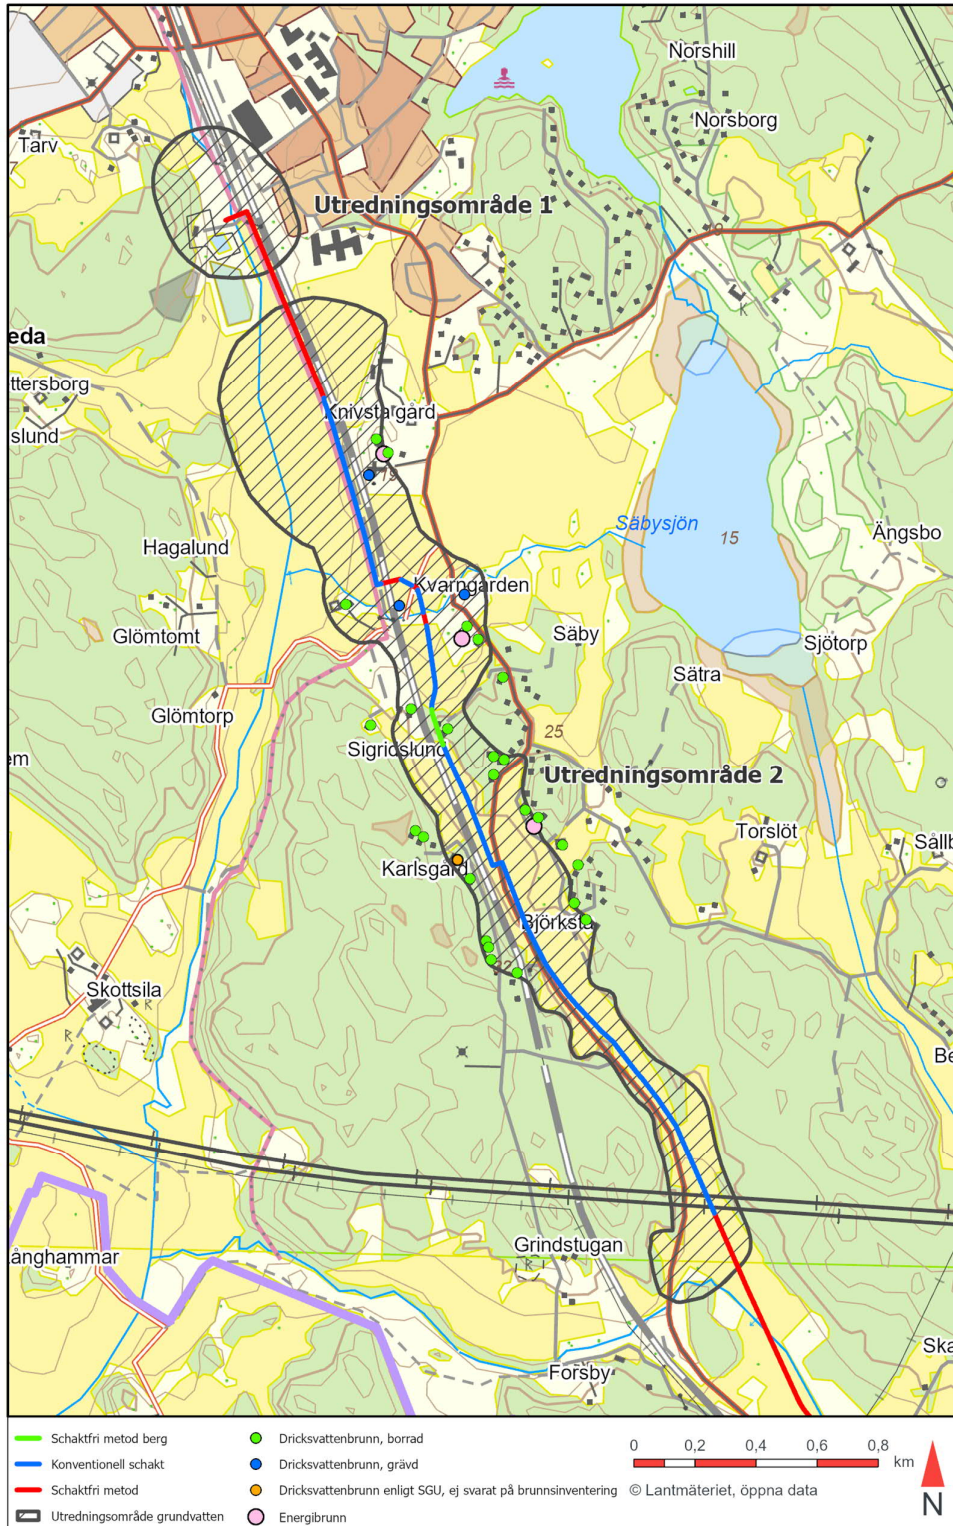 Norshill
Norsborg
Tarv
Utredningsområde 1
eda
ttersborg
slund
Knivsta gård
19
Säbysjön
15
Ängsbo
Hagalund
Kvarngården
Glömtomt
Säby
Sjötorp
Sätra
Glömtorp
25
em
Sigridslund
Utredningsområde 2
Torslöt
Sållb
Karlsgård
Björksta
22
Skottsila
R
R
K
Be
Grindstugan
R
ånghammar
Forsby
Ska
Schaktfri metod berg
Konventionell schakt
Schaktfri metod
Utredningsområde grundvatten
Dricksvattenbrunn, borrad
Dricksvattenbrunn, grävd
Dricksvattenbrunn enligt SGU, ej svarat på brunnsinventering
Energibrunn
0 0,2 0,4 0,6 0,8
km
© Lantmäteriet, öppna data
N